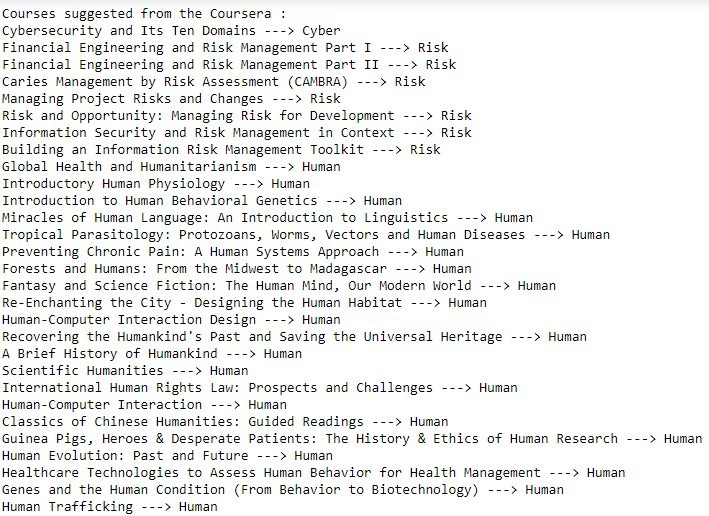 Courses suggested from the Coursera :
Cybersecurity and Its Ten Domains ---> Cyber
Financial Engineering and Risk Management Part I ---> Risk
Financial Engineering and Risk Management Part II ---> Risk
Caries Management by Risk Assessment (CAMBRA) ---> Risk
Managing Project Risks and Changes ---> Risk
Risk and Opportunity: Managing Risk for Development ---> Risk
Information Security and Risk Management in Context ---> Risk
Building an Information Risk Management Toolkit ---> Risk
Global Health and Humanitarianism ---> Human
Introductory Human Physiology ---> Human
Introduction to Human Behavioral Genetics ---> Human
Miracles of Human Language: An Introduction to Linguistics ---> Human
Tropical Parasitology: Protozoans, Worms, Vectors and Human Diseases ---> Human
Preventing Chronic Pain: A Human Systems Approach ---> Human
Forests and Humans: From the Midwest to Madagascar ---> Human
Fantasy and Science Fiction: The Human Mind, Our Modern World ---> Human
Re-Enchanting the City - Designing the Human Habitat ---> Human
Human-Computer Interaction Design ---> Human
Recovering the Humankind's Past and Saving the Universal Heritage ---> Human
A Brief History of Humankind ---> Human
Scientific Humanities ---> Human
International Human Rights Law: Prospects and Challenges ---> Human
Human-Computer Interaction ---> Human
Classics of Chinese Humanities: Guided Readings ---> Human
Guinea Pigs, Heroes & Desperate Patients: The History & Ethics of Human Research ---> Human
Human Evolution: Past and Future ---> Human
Healthcare Technologies to Assess Human Behavior for Health Management ---> Human
Genes and the Human Condition (From Behavior to Biotechnology) ---> Human
Human Trafficking ---> Human